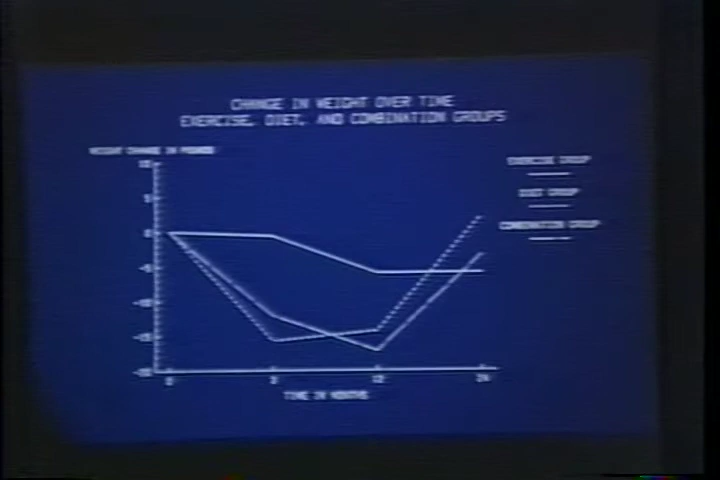 CHANGE IN WEIGHT OVER TIME
EXERCISE, DIET, AND COMBINATION GROUPS
WEIGHT CHANGE IN POUNDS
10
5
0
-5
-10
-15
-20
0
12
24
TIME IN MONTHS
EXERCISE GROUP
DIET GROUP
COMBINATION GROUP